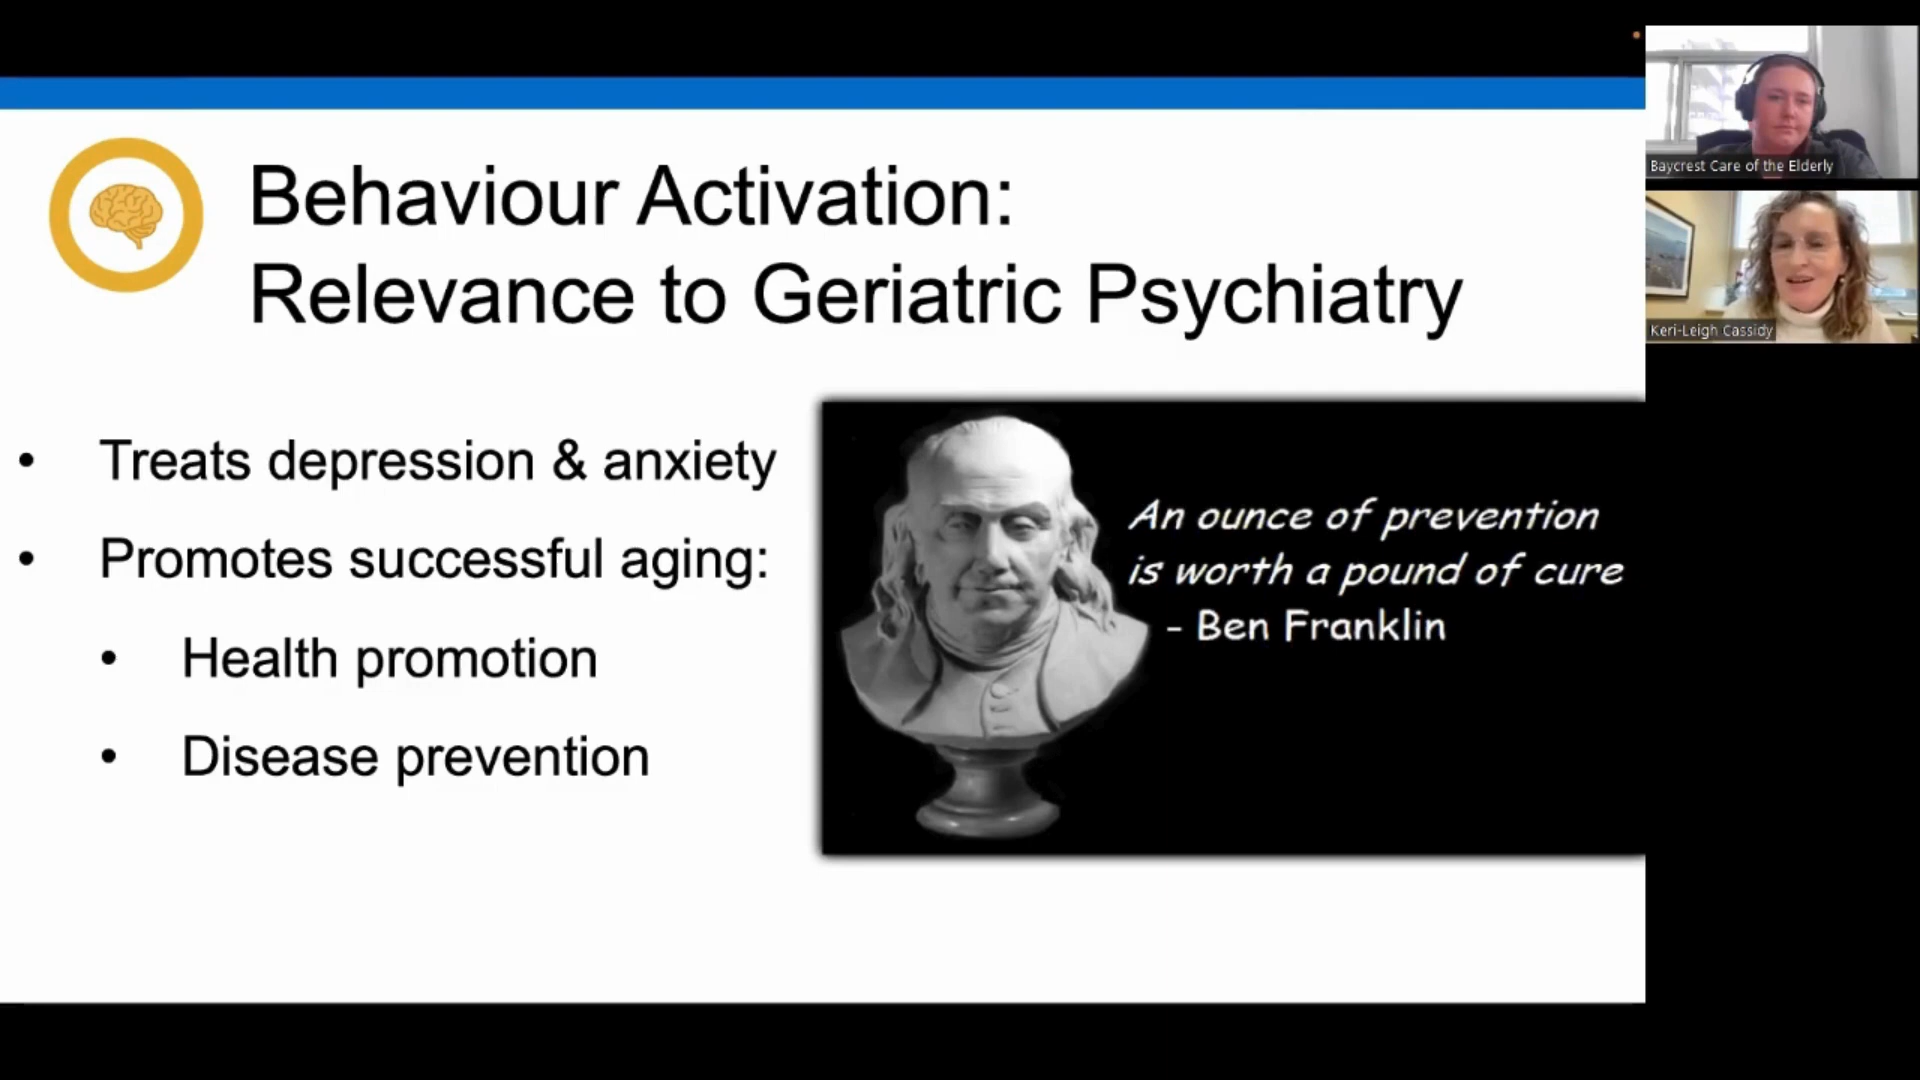 Behaviour Activation:
Relevance to Geriatric Psychiatry
• Treats depression & anxiety
• Promotes successful aging:
• Health promotion
• Disease prevention
An ounce of prevention
is worth a pound of cure
- Ben Franklin
Baycrest Care of the Elderly
Keri-Leigh Cassidy